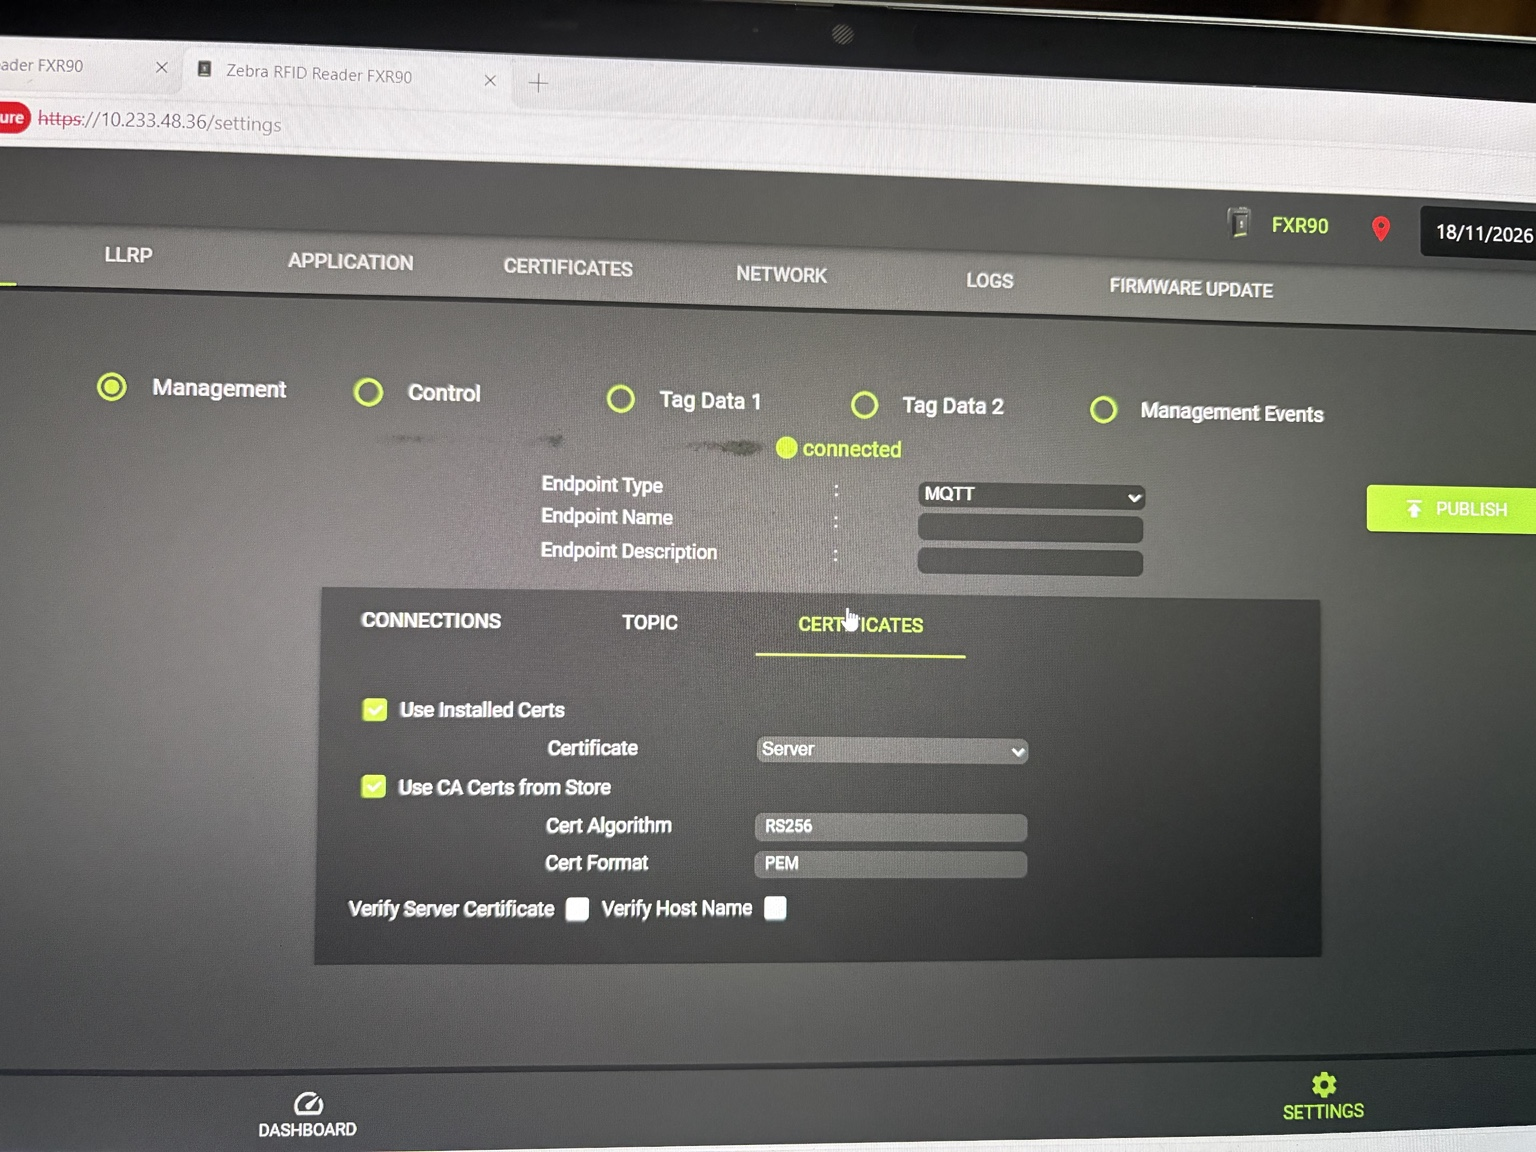 ader FXR90
Zebra RFID Reader FXR90
ure https://10.233.48.36/settings
FXR90
18/11/2026
LLRP
APPLICATION
CERTIFICATES
NETWORK
LOGS
FIRMWARE UPDATE
Management
Control
Tag Data 1
Tag Data 2
Management Events
connected
Endpoint Type : MQTT
Endpoint Name :
Endpoint Description :
PUBLISH
CONNECTIONS
TOPIC
CERTIFICATES
Use Installed Certs
Certificate Server
Use CA Certs from Store
Cert Algorithm RS256
Cert Format PEM
Verify Server Certificate Verify Host Name
DASHBOARD
SETTINGS